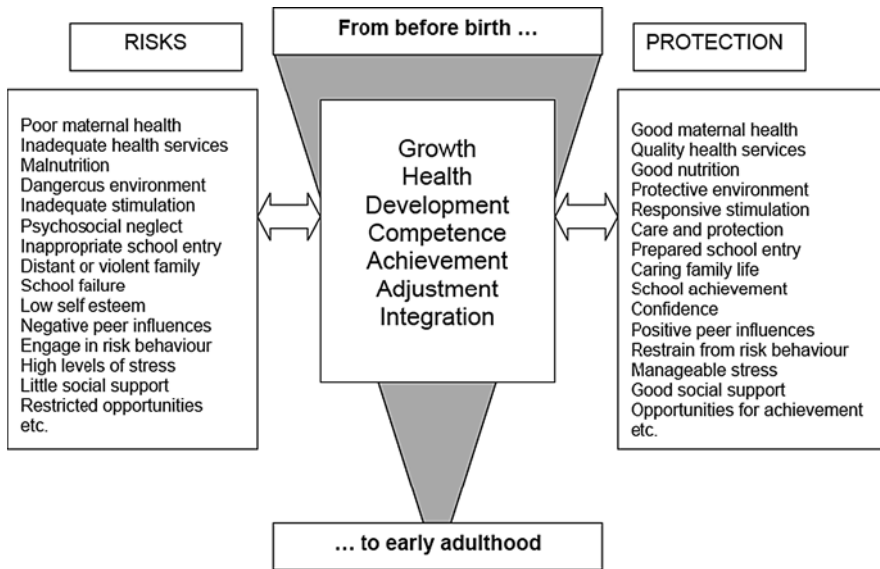 RISKS
From before birth ...
PROTECTION
Poor maternal health
Inadequate health services
Malnutrition
Dangercus environment
Inadequate stimulation
Psychosocial neglect
Inappropriate school entry
Distant or violent family
School failure
Low self esteem
Negative peer influences
Engage in risk behaviour
High levels of stress
Little social support
Restricted opportunities
etc.
Growth
Health
Development
Competence
Achievement
Adjustment
Integration
Good maternal health
Quality health services
Good nutrition
Protective environment
Responsive stimulation
Care and protection
Prepared school entry
Caring family life
School achievement
Confidence
Positive peer influences
Restrain from risk behaviour
Manageable stress
Good social support
Opportunities for achievement
etc.
... to early adulthood